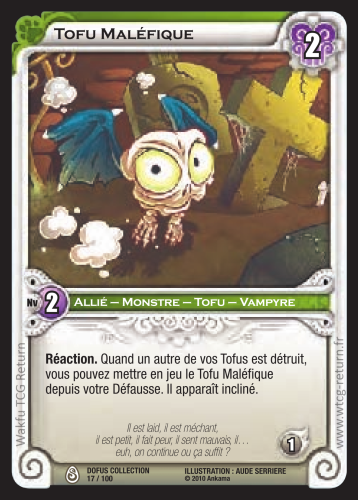 Tofu Maléfique
2
Nv 2
Allié – Monstre – Tofu – Vampyre
Réaction. Quand un autre de vos Tofus est détruit,
vous pouvez mettre en jeu le Tofu Maléfique
depuis votre Défausse. Il apparaît incliné.
Il est laid, il est méchant,
il est petit, il fait peur, il sent mauvais, il…
euh, on continue ou ça suffit ?
1
DOFUS COLLECTION
17 / 100
ILLUSTRATION : AUDE SERRIERE
© 2010 Ankama
Wakfu TCG Return
www.wtcg-return.fr